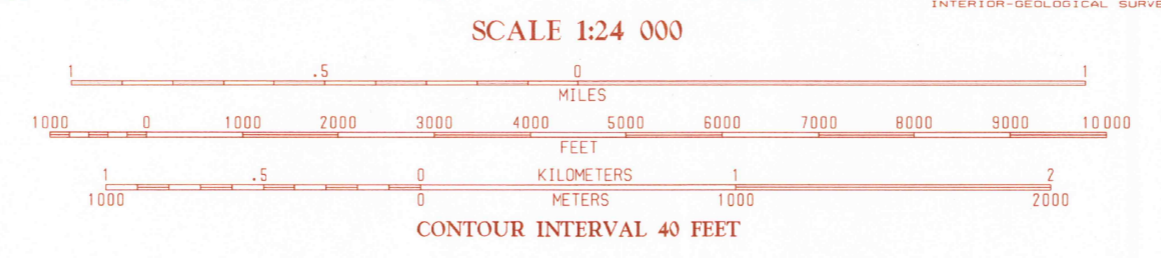 INTERIOR-GEOLOGICAL SURVE
SCALE 1:24 000
1 .5 0 1
MILES
1000 0 1000 2000 3000 4000 5000 6000 7000 8000 9000 10000
FEET
1 .5 0 KILOMETERS 1 2
1000 0 METERS 1000 2000
CONTOUR INTERVAL 40 FEET